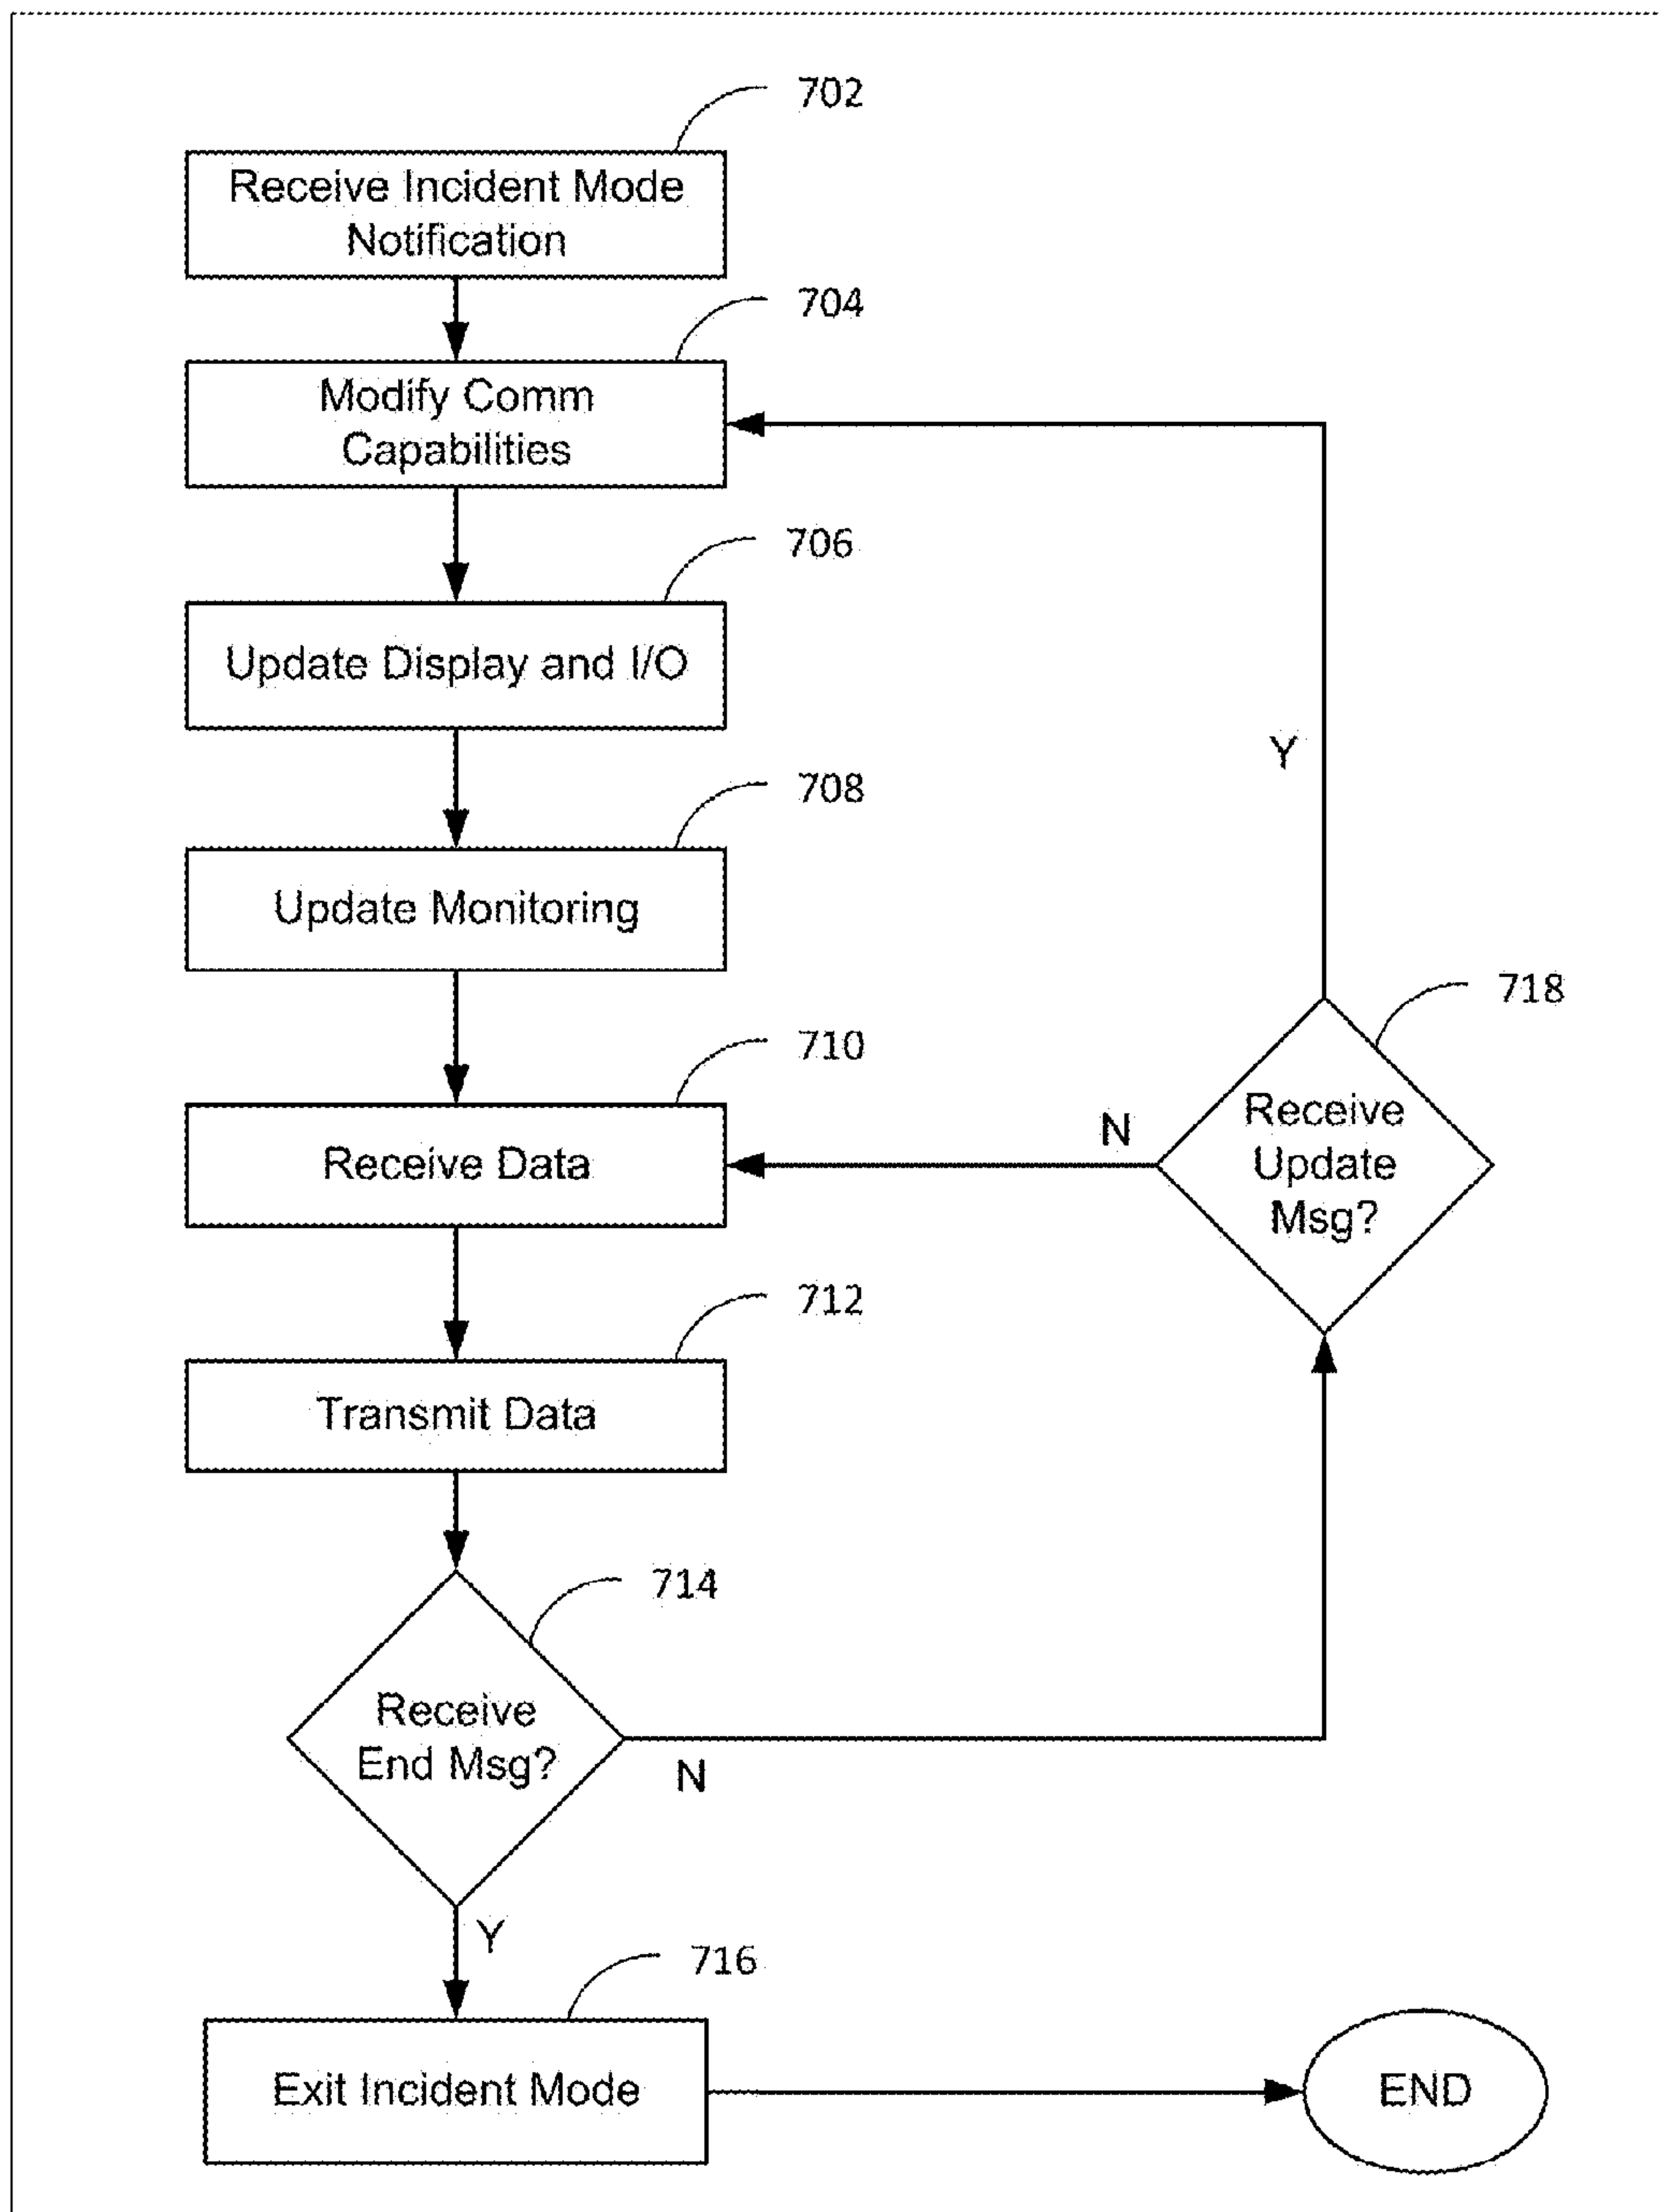 702
Receive Incident Mode
Notification
704
Modify Comm
Capabilities
706
Update Display and I/O
Y
708
Update Monitoring
718
710
Receive
Update
Msg?
N
Receive Data
712
Transmit Data
714
Receive
End Msg?
N
Y
716
Exit Incident Mode
END